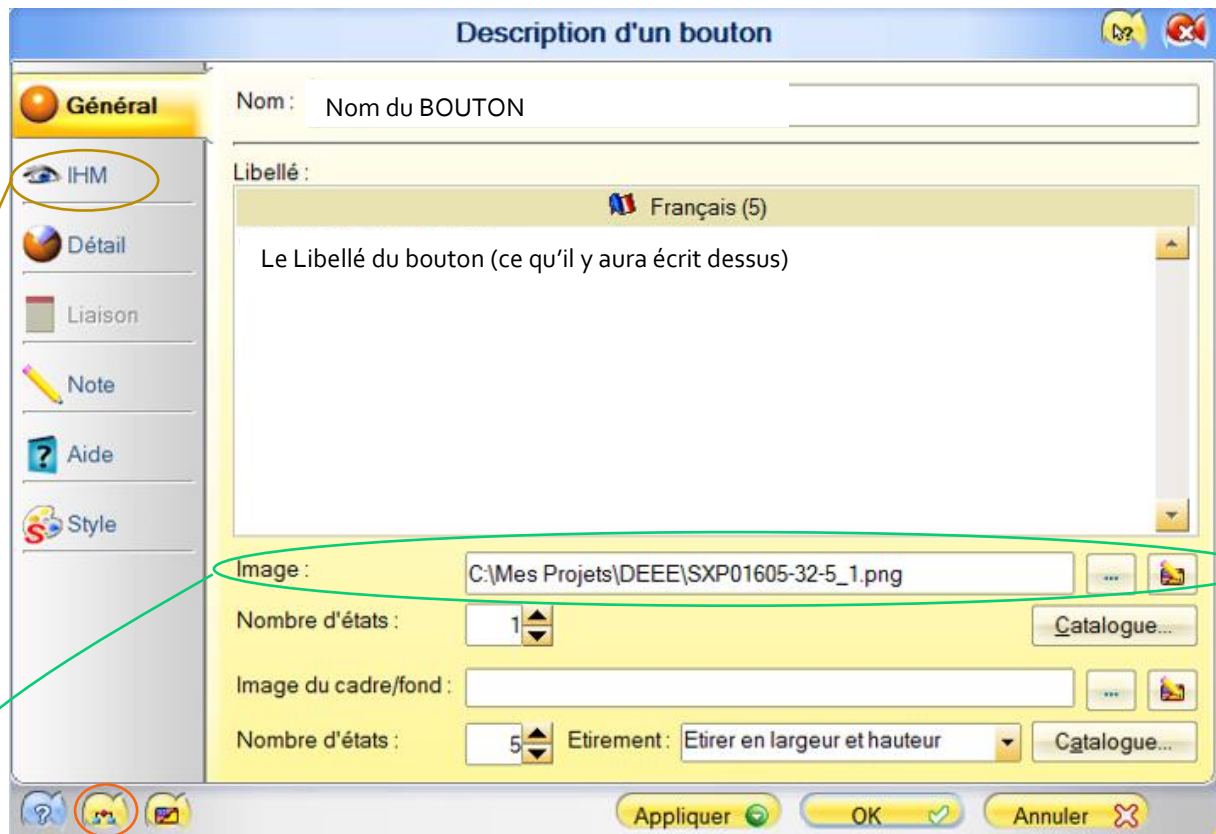 Description d'un bouton
Général
IHM
Détail
Liaison
Note
Aide
Style
Nom : Nom du BOUTON
Libellé :
Français (5)
Le Libellé du bouton (ce qu'il y aura écrit dessus)
Image : C:\Mes Projets\DEEE\SXP01605-32-5_1.png ...
Nombre d'états : 1 Catalogue...
Image du cadre/fond : ...
Nombre d'états : 5 Etirement : Etirer en largeur et hauteur Catalogue...
Appliquer OK Annuler